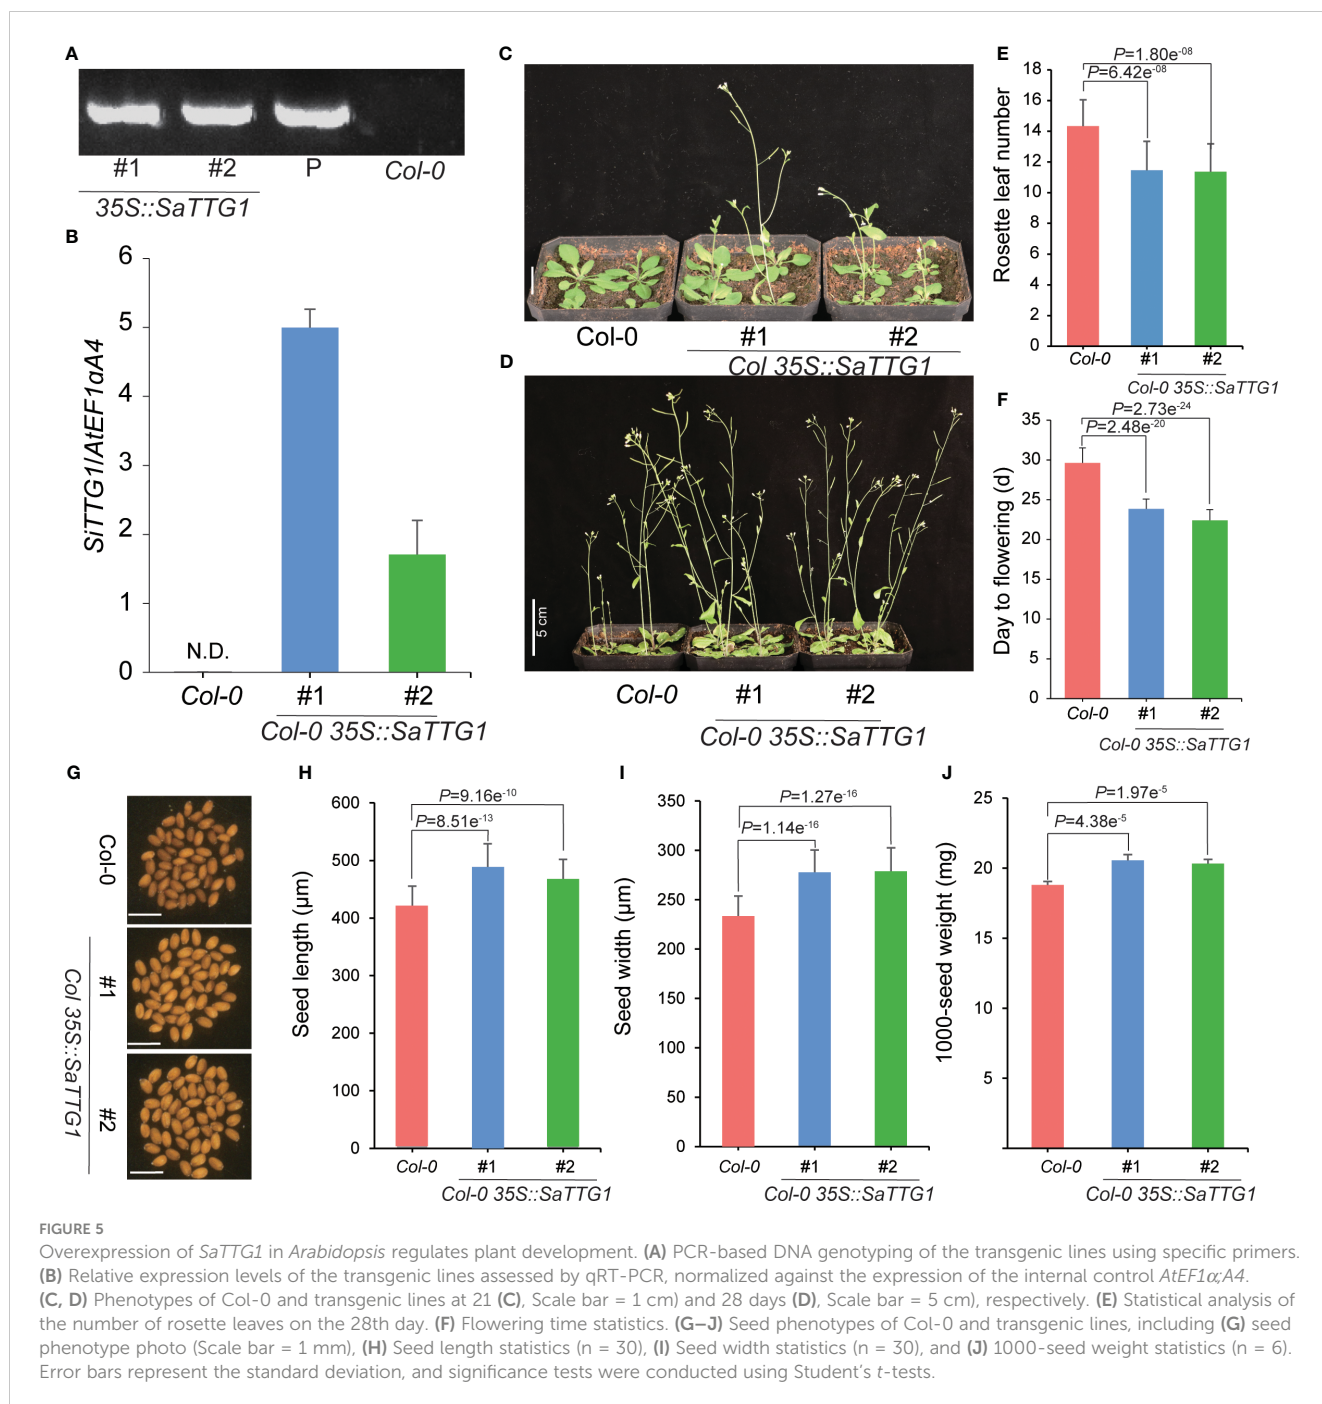 A
#1 #2 P Col-0
35S::SaTTG1
B
SiTTG1/AtEF1αA4
6
5
4
3
2
1
0
N.D.
Col-0 #1 #2
Col-0 35S::SaTTG1
C
Col-0 #1 #2
Col 35S::SaTTG1
D
5 cm
Col-0 #1 #2
Col-0 35S::SaTTG1
E
Rosette leaf number
P=1.80e-08
P=6.42e-08
18
16
14
12
10
8
6
4
2
0
Col-0 #1 #2
Col-0 35S::SaTTG1
F
Day to flowering (d)
P=2.73e-24
P=2.48e-20
35
30
25
20
15
10
5
0
Col-0 #1 #2
Col-0 35S::SaTTG1
G
Col-0
#1
#2
Col 35S::SaTTG1
H
Seed length (μm)
P=9.16e-10
P=8.51e-13
600
500
400
300
200
100
0
Col-0 #1 #2
Col-0 35S::SaTTG1
I
Seed width (μm)
P=1.27e-16
P=1.14e-16
350
300
250
200
150
100
50
0
Col-0 #1 #2
Col-0 35S::SaTTG1
J
1000-seed weight (mg)
P=1.97e-5
P=4.38e-5
25
20
15
10
5
Col-0 #1 #2
Col-0 35S::SaTTG1
FIGURE 5
Overexpression of SaTTG1 in Arabidopsis regulates plant development. (A) PCR-based DNA genotyping of the transgenic lines using specific primers.
(B) Relative expression levels of the transgenic lines assessed by qRT-PCR, normalized against the expression of the internal control AtEF1α;A4.
(C, D) Phenotypes of Col-0 and transgenic lines at 21 (C), Scale bar = 1 cm) and 28 days (D), Scale bar = 5 cm), respectively. (E) Statistical analysis of
the number of rosette leaves on the 28th day. (F) Flowering time statistics. (G–J) Seed phenotypes of Col-0 and transgenic lines, including (G) seed
phenotype photo (Scale bar = 1 mm), (H) Seed length statistics (n = 30), (I) Seed width statistics (n = 30), and (J) 1000-seed weight statistics (n = 6).
Error bars represent the standard deviation, and significance tests were conducted using Student's t-tests.